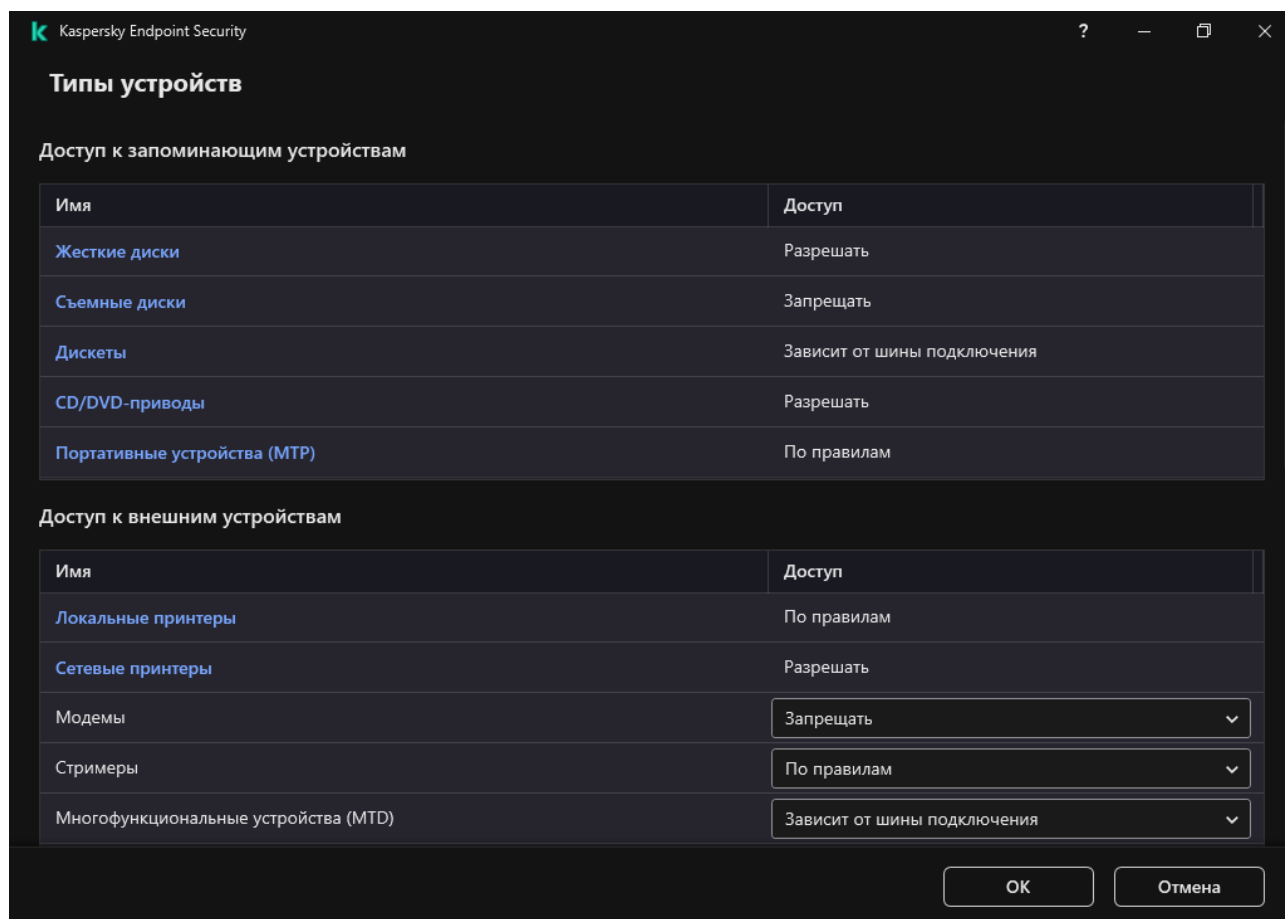 Kaspersky Endpoint Security ?
Типы устройств
Доступ к запоминающим устройствам
Имя Доступ
Жесткие диски Разрешать
Съемные диски Запрещать
Дискеты Зависит от шины подключения
CD/DVD-приводы Разрешать
Портативные устройства (MTP) По правилам
Доступ к внешним устройствам
Имя Доступ
Локальные принтеры По правилам
Сетевые принтеры Разрешать
Модемы Запрещать
Стримеры По правилам
Многофункциональные устройства (MTD) Зависит от шины подключения
ОК Отмена